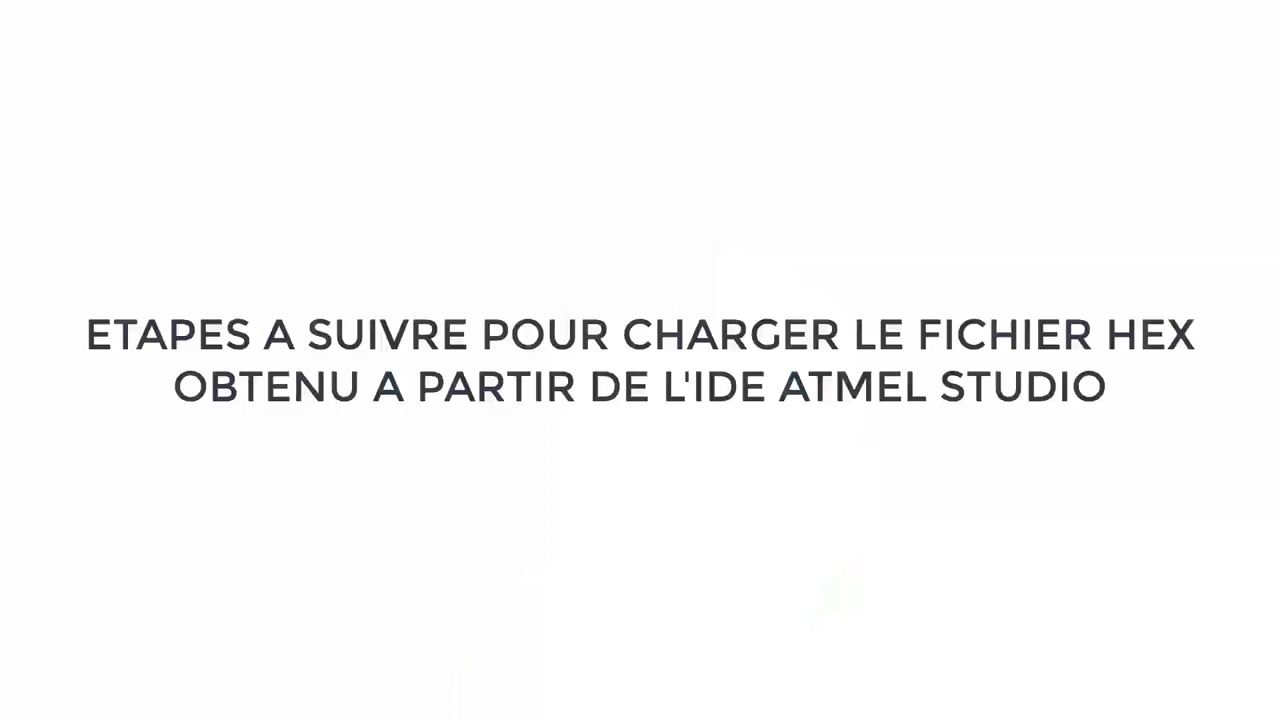 ETAPES A SUIVRE POUR CHARGER LE FICHIER HEX
OBTENU A PARTIR DE L'IDE ATMEL STUDIO